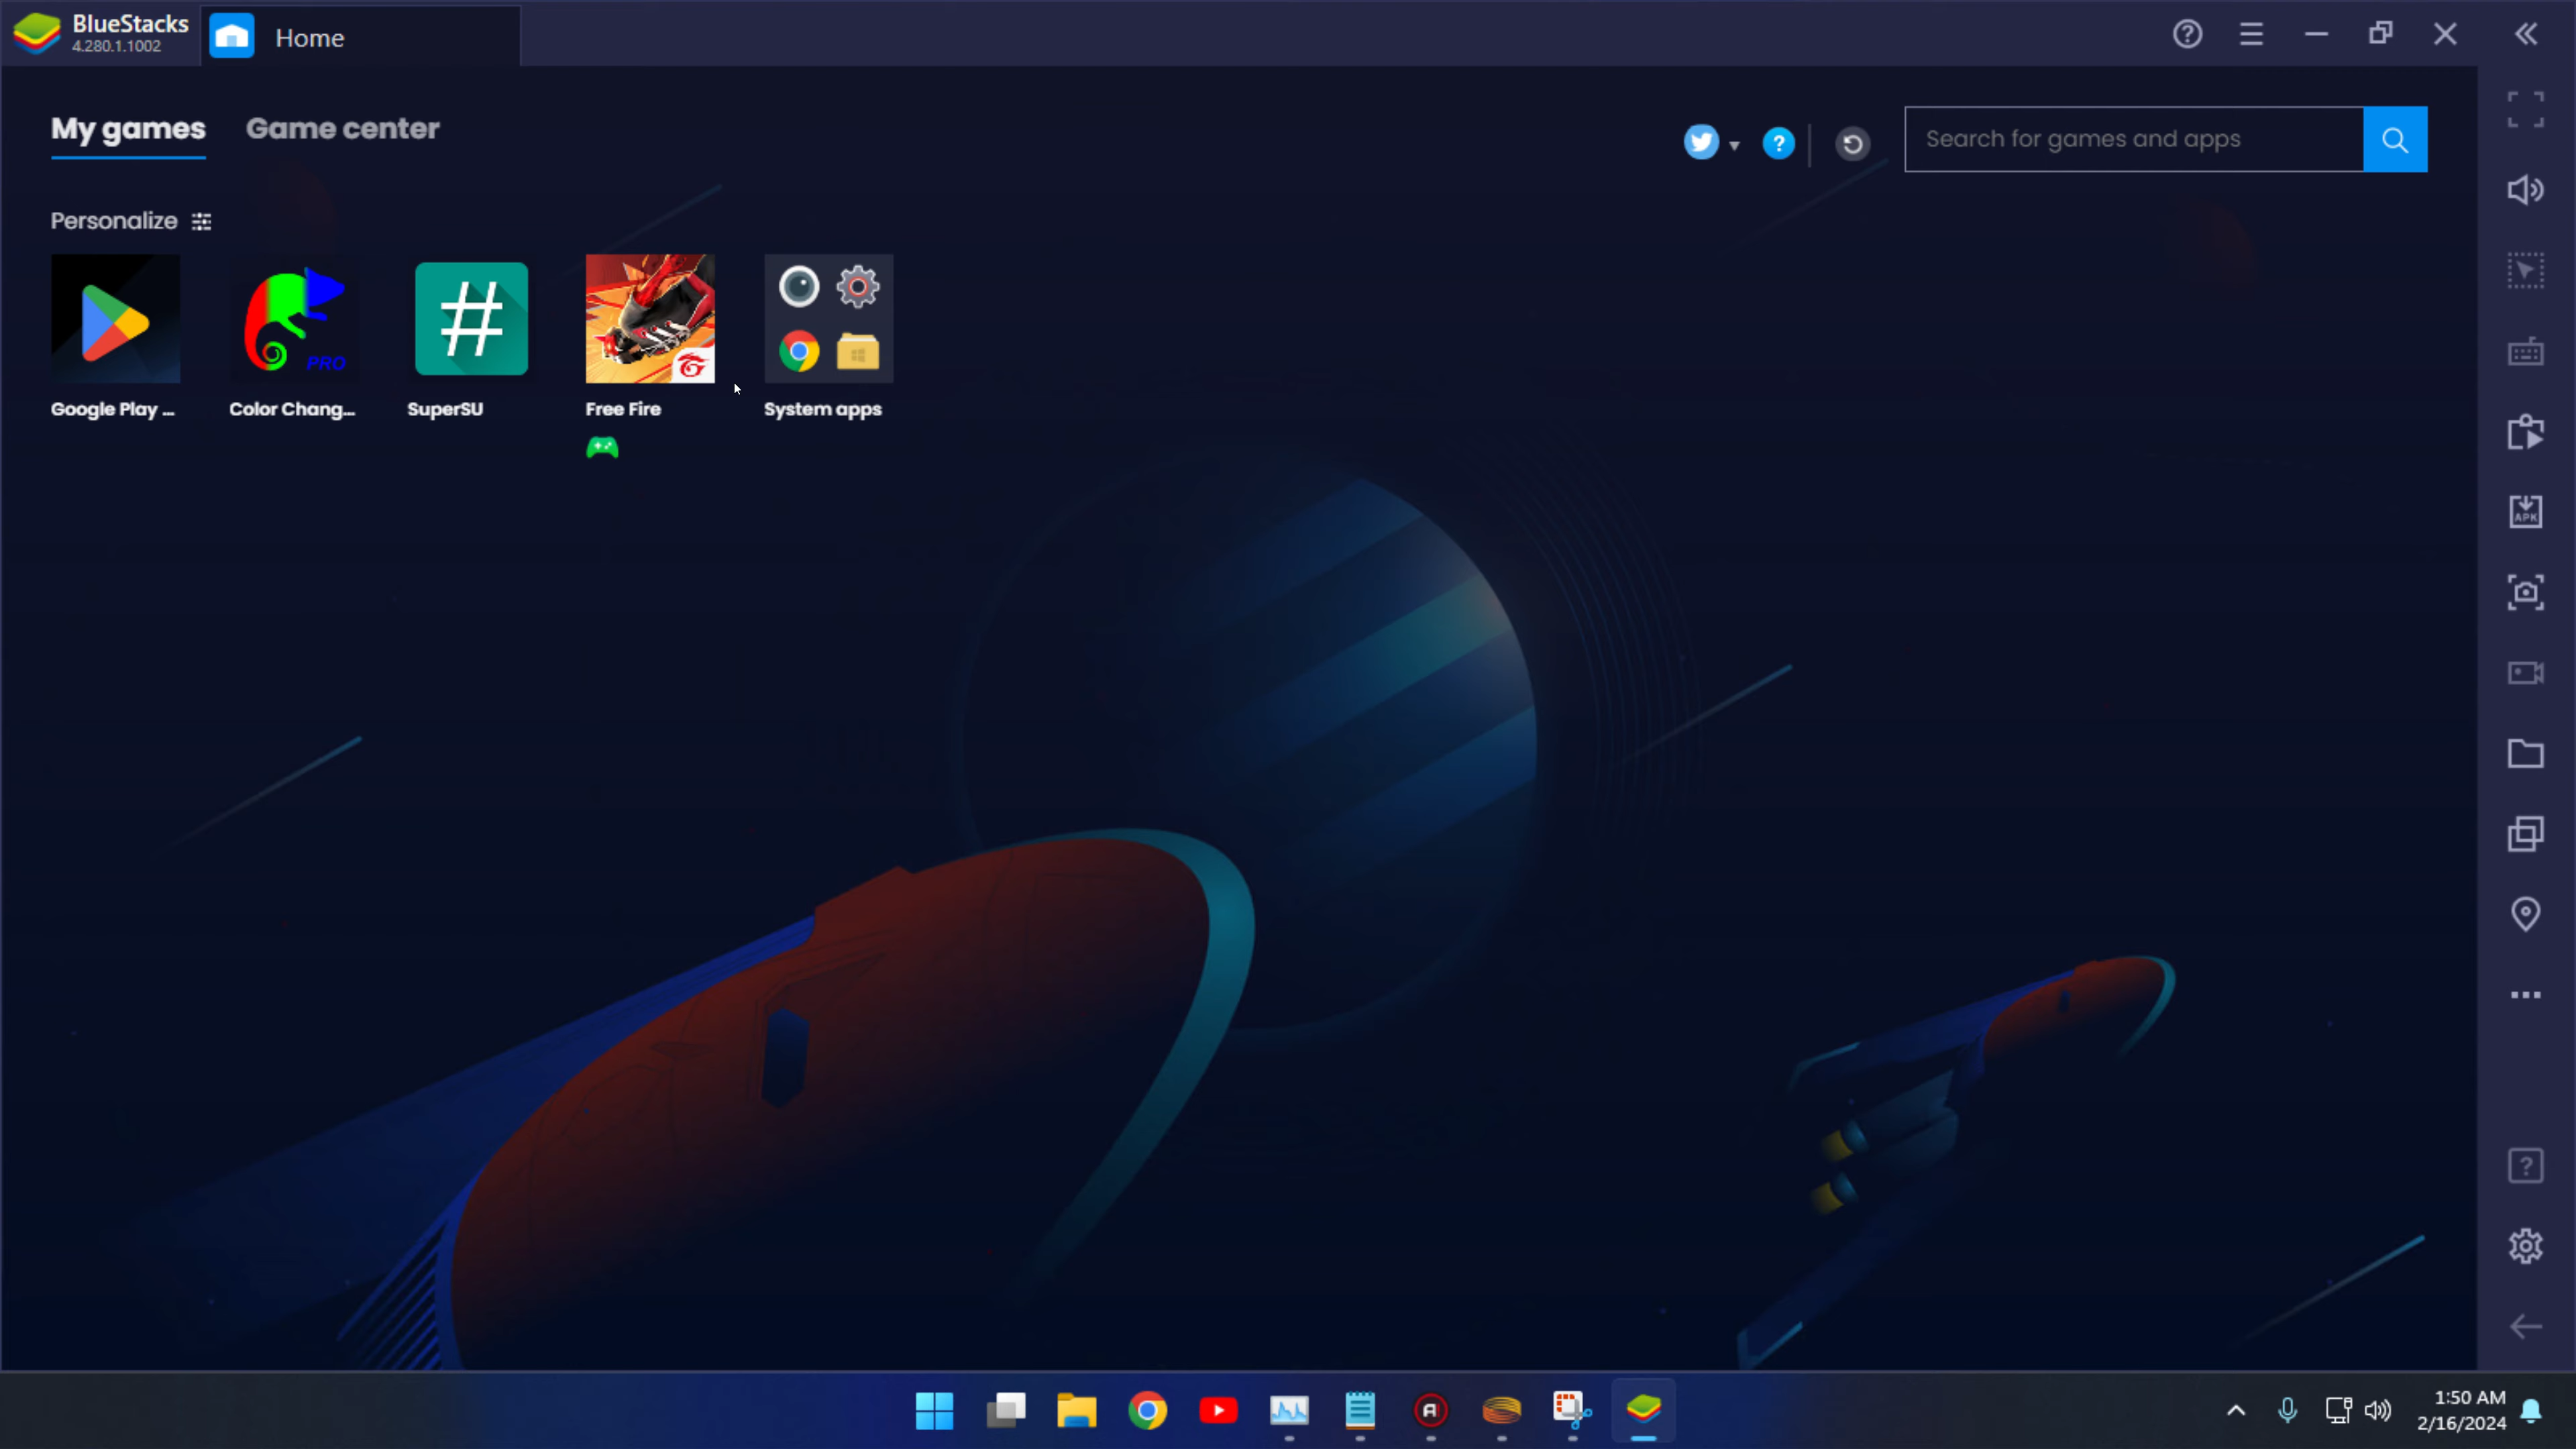 BlueStacks
4.280.1.1002
Home
My games
Game center
?
Search for games and apps
Personalize
PRO
#
Google Play ...
Color Chang...
SuperSU
Free Fire
System apps
APK
1:50 AM
2/16/2024